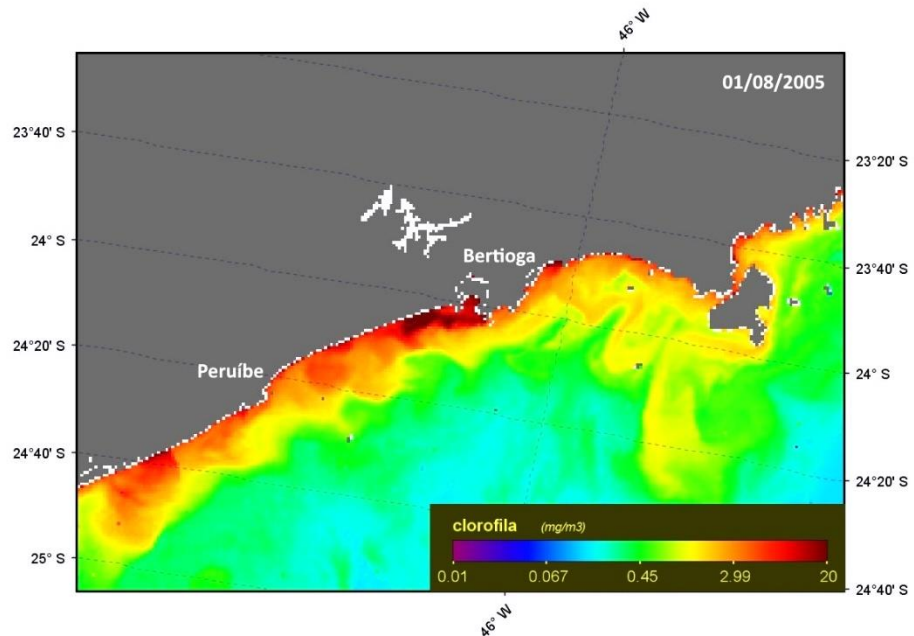 46° W
01/08/2005
23°40' S
23°20' S
24° S
Bertioga
23°40' S
24°20' S
Peruíbe
24° S
24°40' S
24°20' S
clorofila (mg/m3)
25° S
0.01 0.067 0.45 2.99 20
24°40' S
46° W